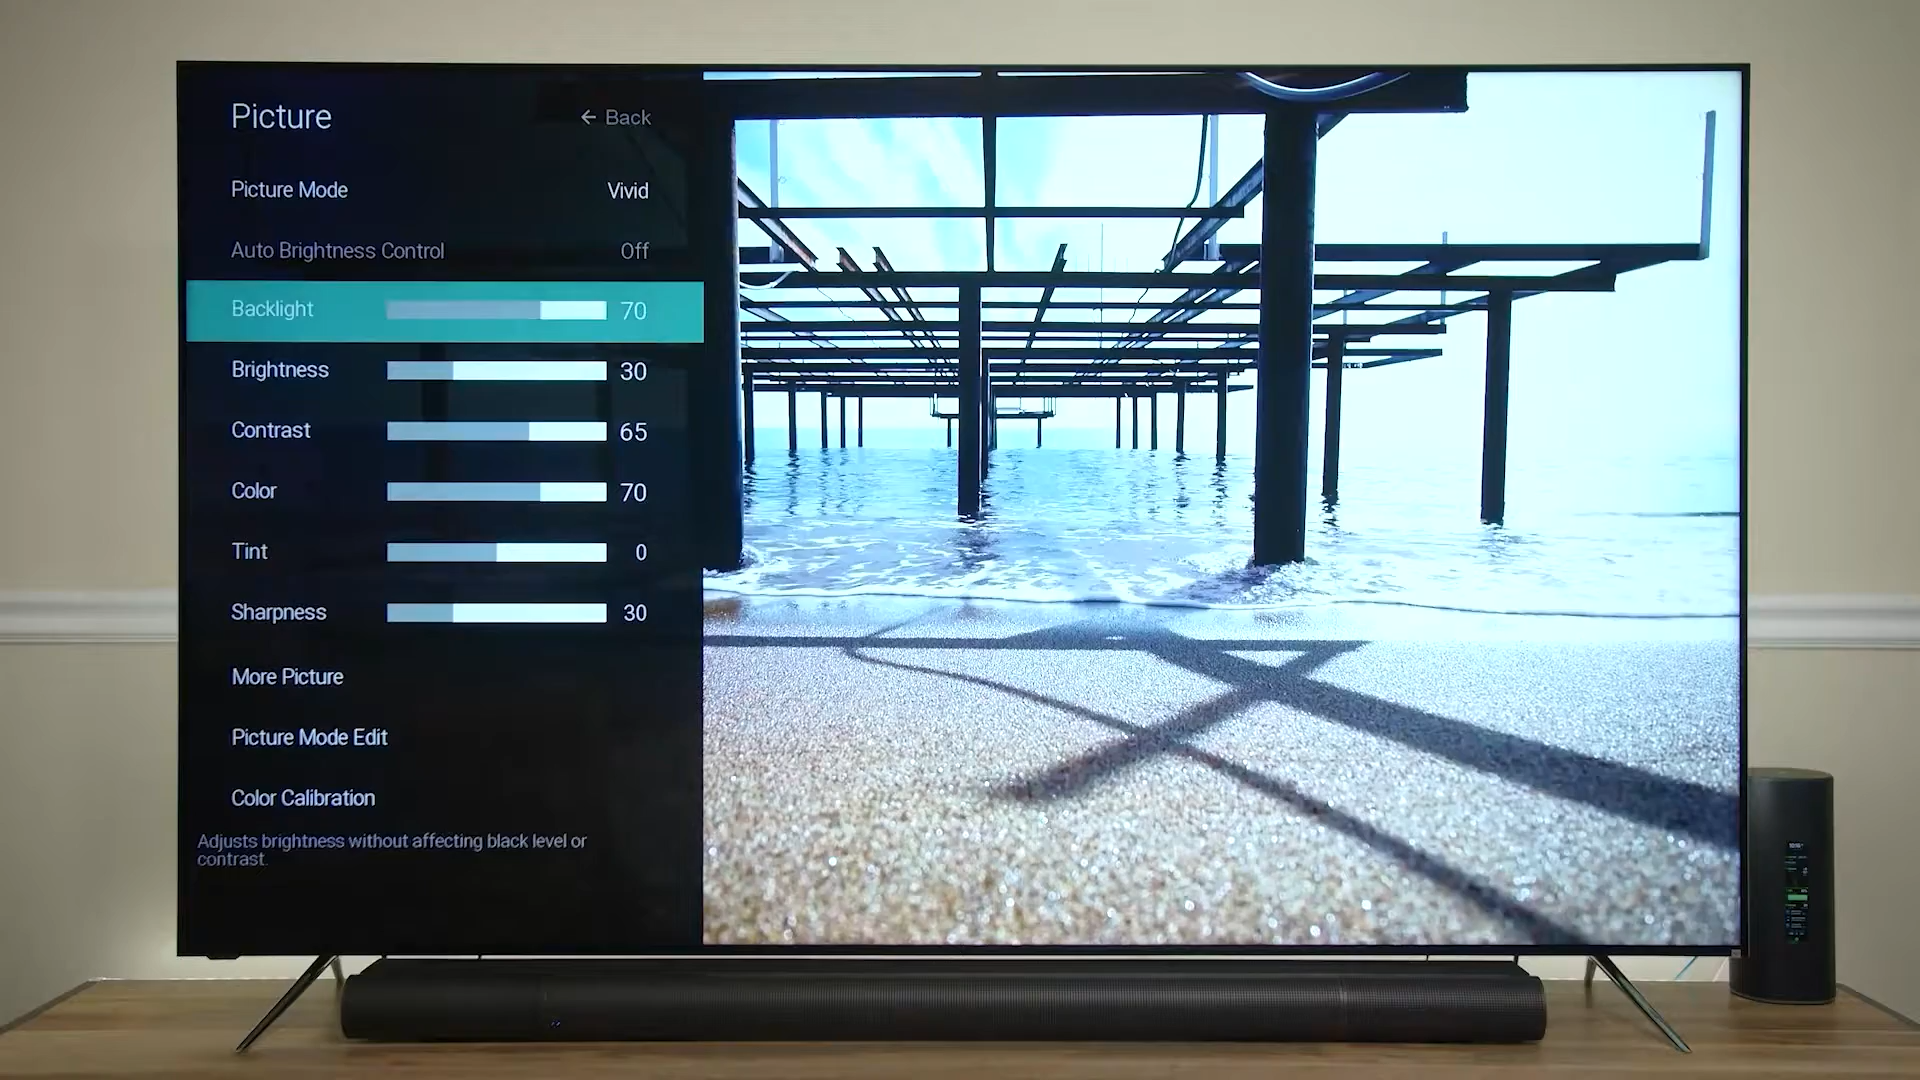 Picture
← Back
Picture Mode Vivid
Auto Brightness Control Off
Backlight 70
Brightness 30
Contrast 65
Color 70
Tint 0
Sharpness 30
More Picture
Picture Mode Edit
Color Calibration
Adjusts brightness without affecting black level or
contrast.